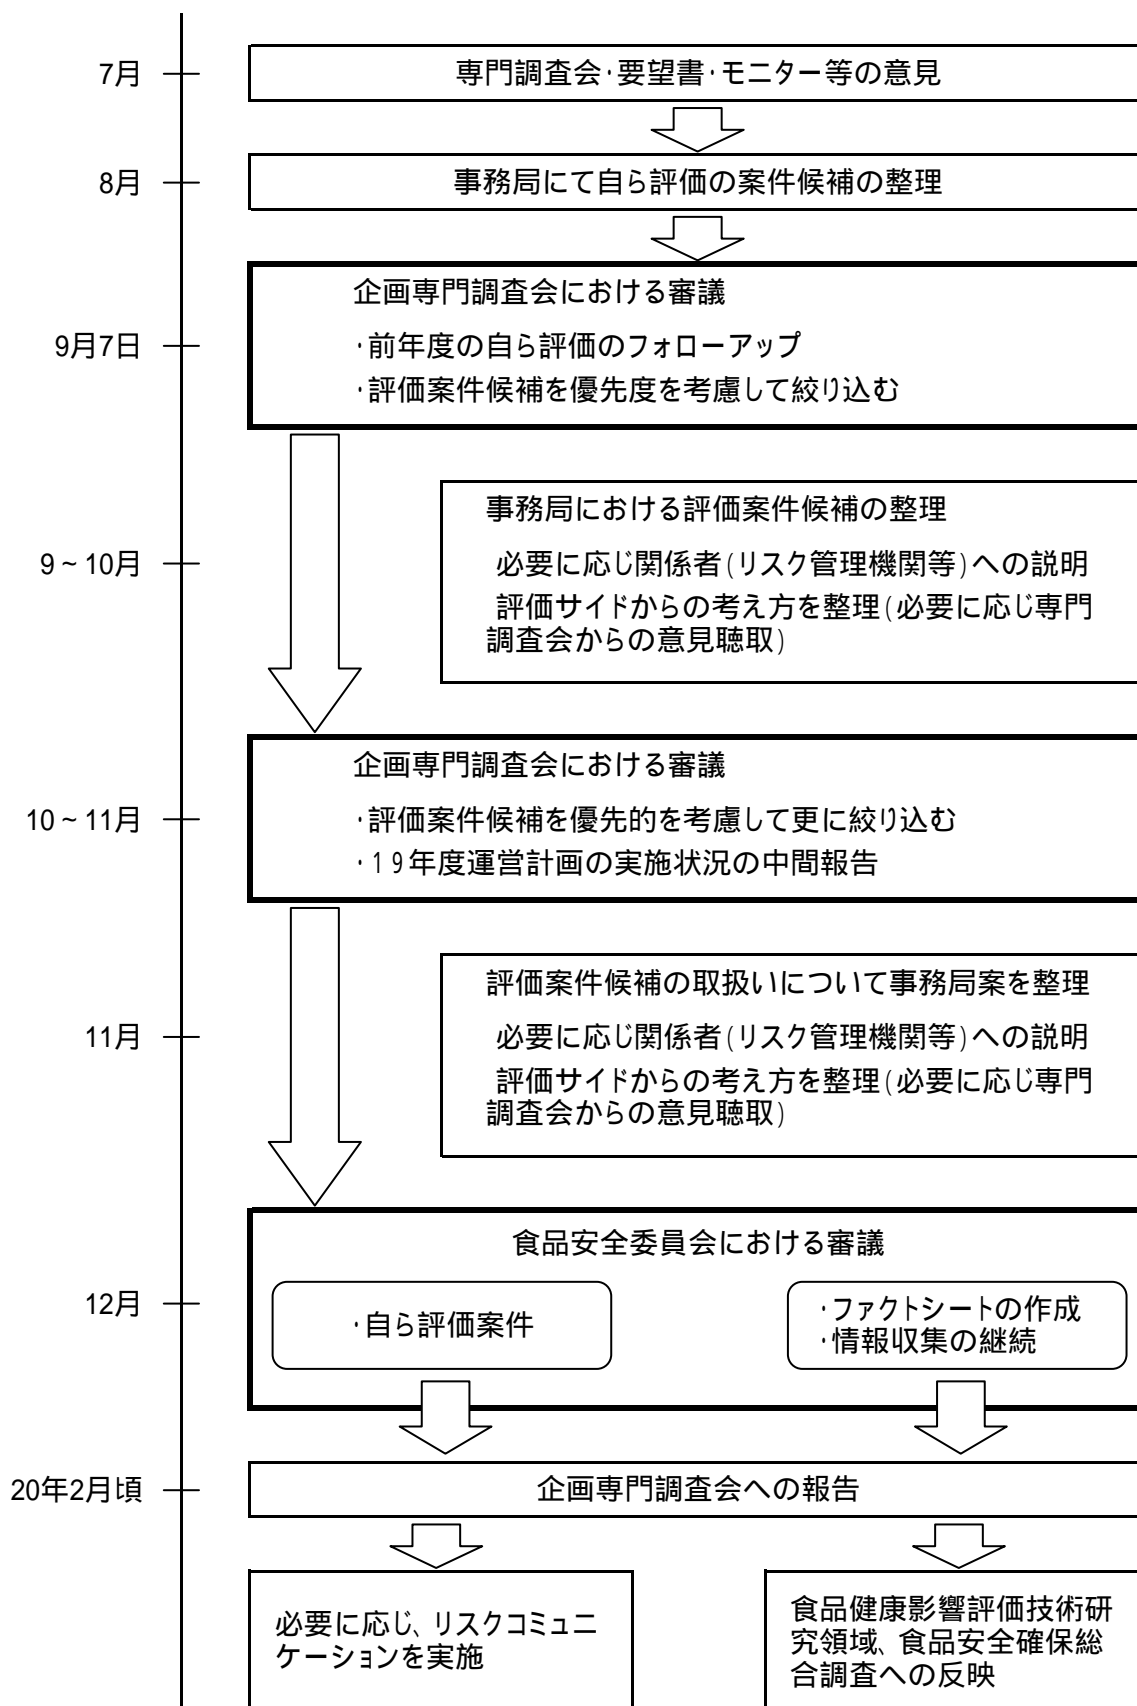 7月
専門調査会・要望書・モニター等の意見
8月
事務局にて自ら評価の案件候補の整理
9月7日
企画専門調査会における審議
・前年度の自ら評価のフォローアップ
・評価案件候補を優先度を考慮して絞り込む
9~10月
事務局における評価案件候補の整理
必要に応じ関係者(リスク管理機関等)への説明
評価サイドからの考え方を整理(必要に応じ専門
調査会からの意見聴取)
10~11月
企画専門調査会における審議
・評価案件候補を優先的を考慮して更に絞り込む
・19年度運営計画の実施状況の中間報告
11月
評価案件候補の取扱いについて事務局案を整理
必要に応じ関係者(リスク管理機関等)への説明
評価サイドからの考え方を整理(必要に応じ専門
調査会からの意見聴取)
12月
食品安全委員会における審議
・自ら評価案件
・ファクトシートの作成
・情報収集の継続
20年2月頃
企画専門調査会への報告
必要に応じ、リスクコミュニ
ケーションを実施
食品健康影響評価技術研
究領域、食品安全確保総
合調査への反映